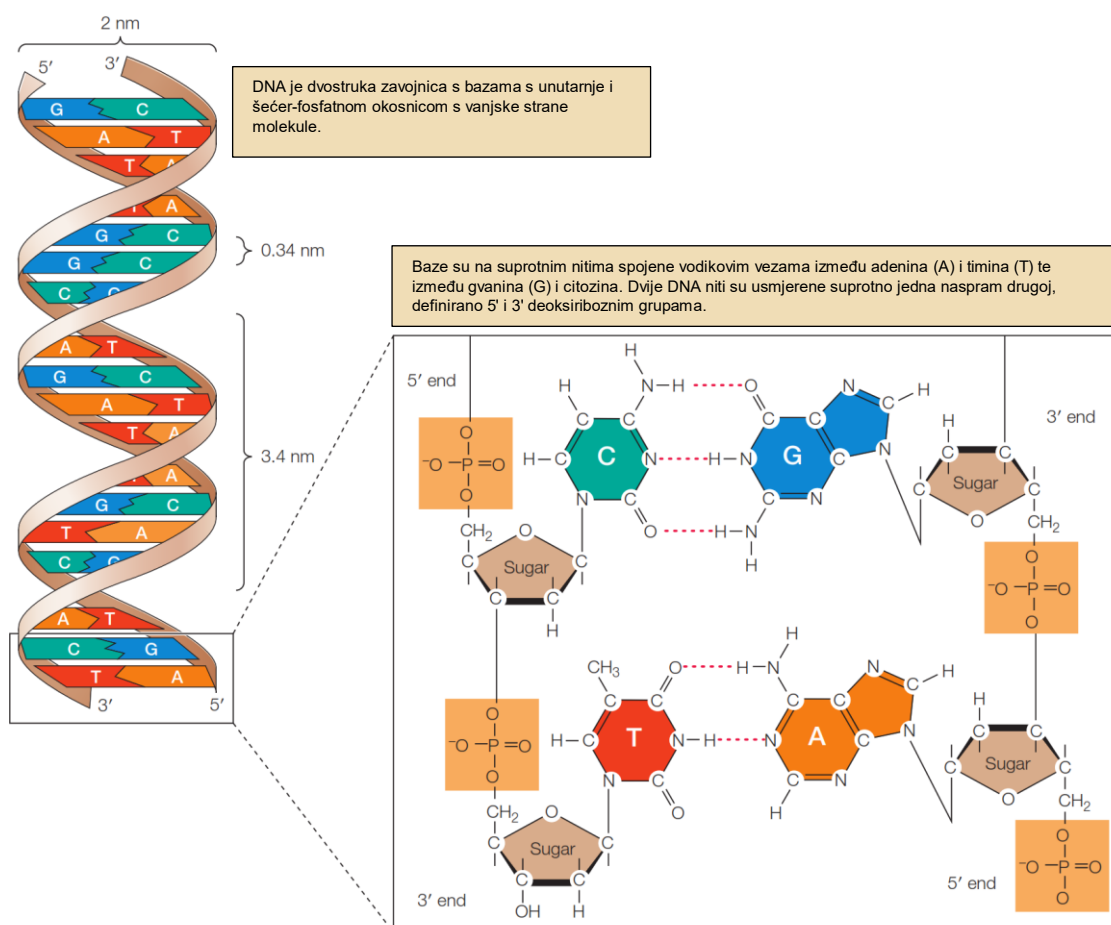 2 nm
5′
3′
G C
A T
T A
T A
G C
G C
C G
A T
G C
A T
T A
T A
G C
T A
C G
A T
C G
T A
3′
5′
0.34 nm
3.4 nm
DNA je dvostruka zavojnica s bazama s unutarnje i
šećer-fosfatnom okosnicom s vanjske strane
molekule.
Baze su na suprotnim nitima spojene vodikovim vezama između adenina (A) i timina (T) te
između gvanina (G) i citozina. Dvije DNA niti su usmjerene suprotno jedna naspram drugoj,
definirano 5' i 3' deoksiriboznim grupama.
5′ end
3′ end
H
H N H O N H
H C C C C C C
O
⁻O P O
O
H C C N H N G C N
N C C N
O H N
H
CH₂
O
C Sugar C
C C
H
H
C C
C Sugar C
O
CH₂
O
⁻O P O
O
H
CH₃ O H N N H
C C C C C
O
⁻O P O
O
H C T N H N A C N
N C C N
O H
CH₂
O
C Sugar C
C C
OH H
H
C C
C Sugar C
O
CH₂
O
⁻O P O
O
3′ end
5′ end